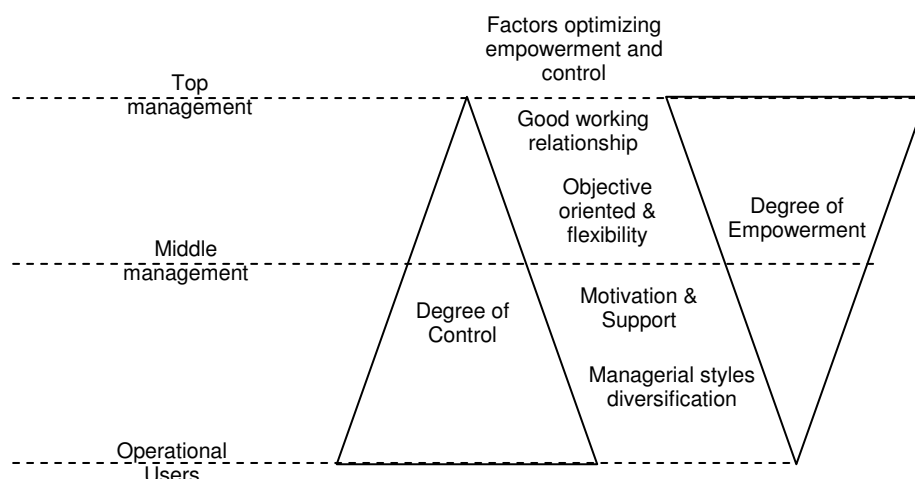 Factors optimizing
empowerment and
control
Top
management
Good working
relationship
Objective
oriented &
flexibility
Degree of
Empowerment
Middle
management
Degree of
Control
Motivation &
Support
Managerial styles
diversification
Operational
Users